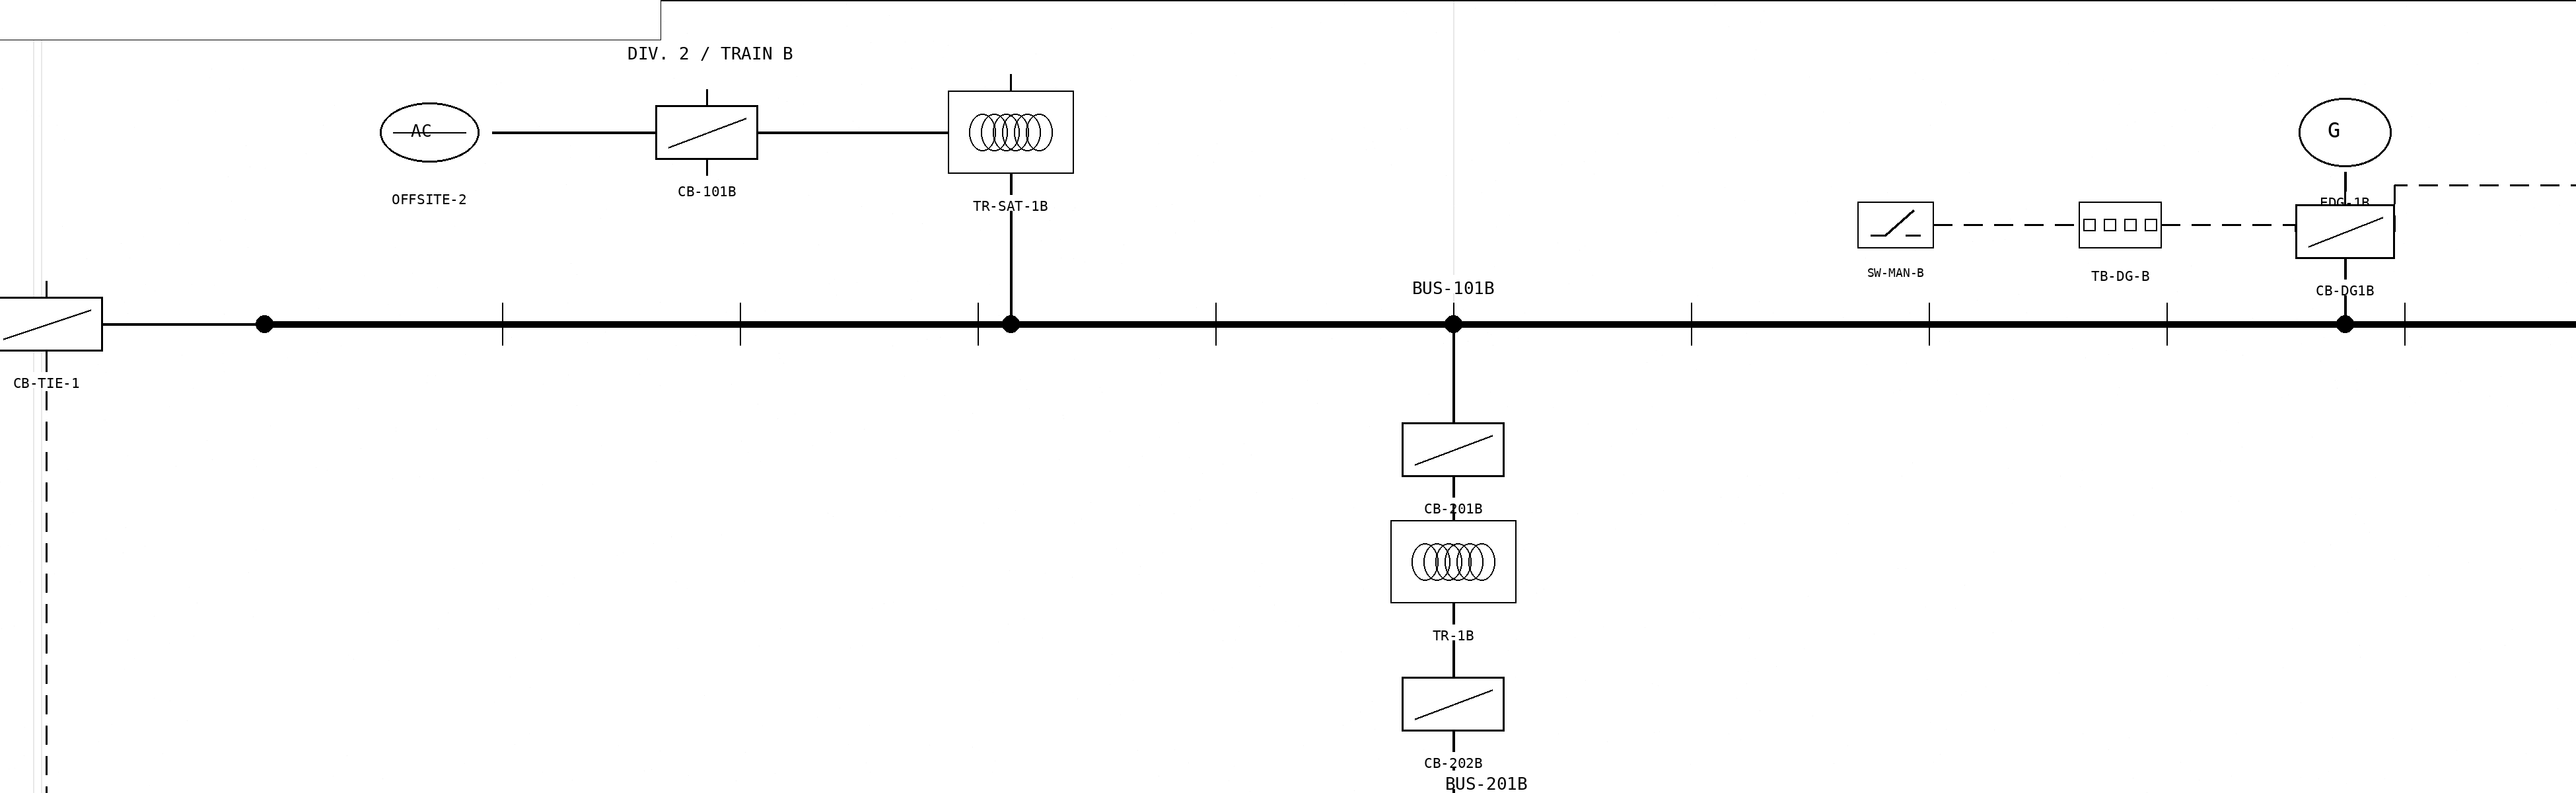 DIV. 2 / TRAIN B
AC
G
CB-101B
OFFSITE-2
TR-SAT-1B
EDG-1B
SW-MAN-B
TB-DG-B
BUS-101B
CB-DG1B
CB-TIE-1
CB-201B
TR-1B
CB-202B
BUS-201B